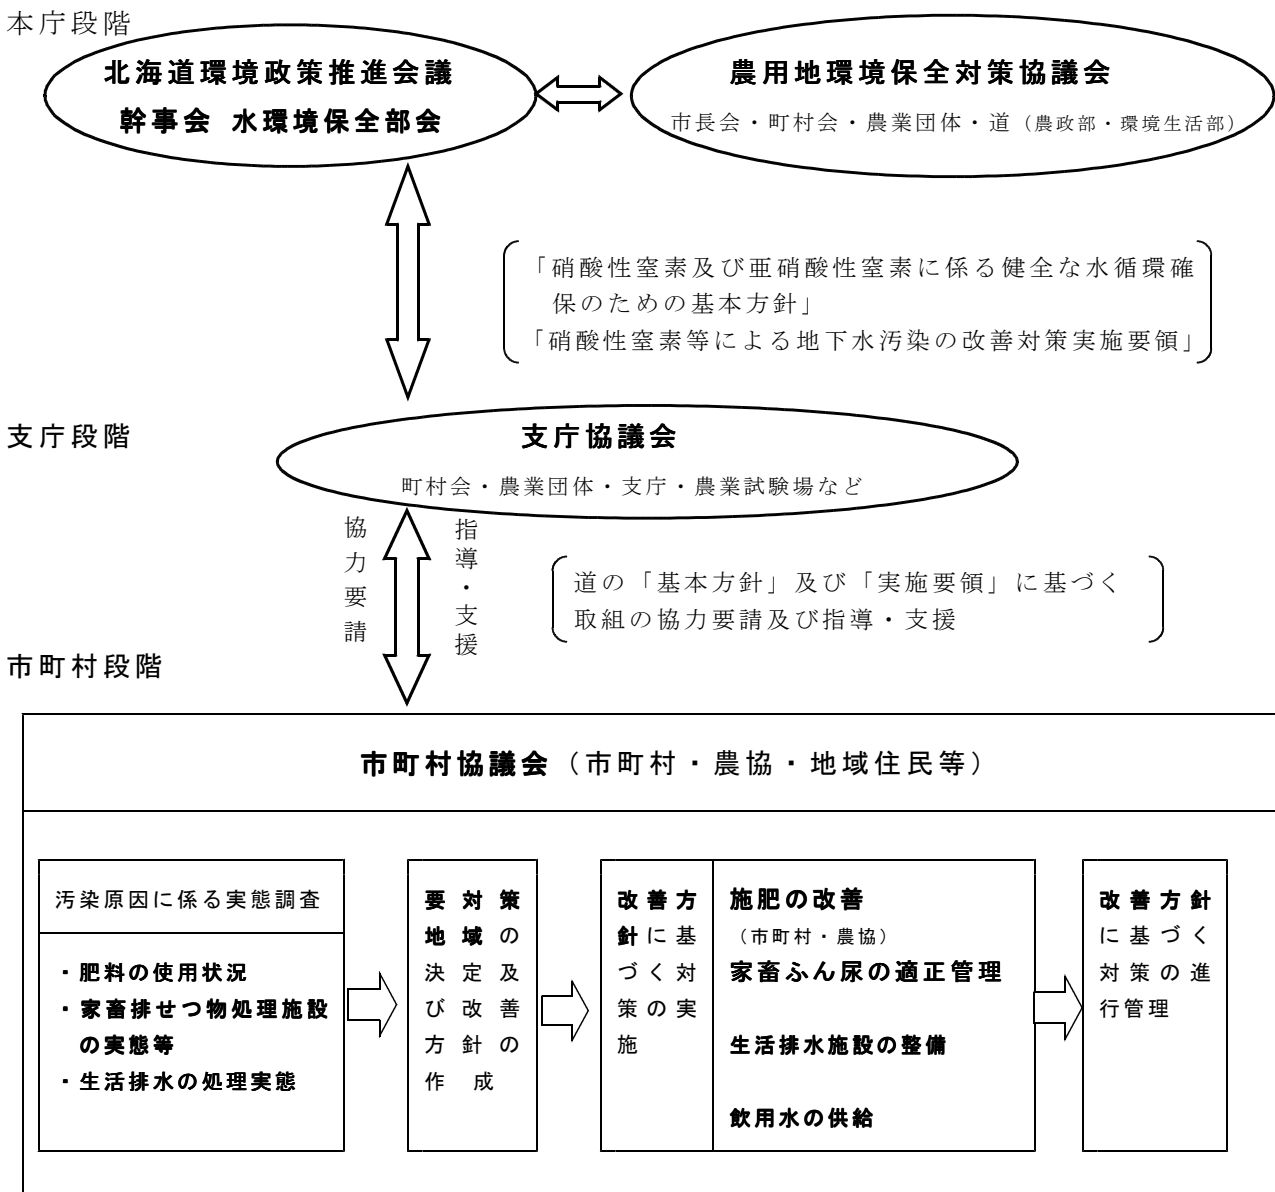 本庁段階
北海道環境政策推進会議
幹事会 水環境保全部会
農用地環境保全対策協議会
市長会・町村会・農業団体・道（農政部・環境生活部）
「硝酸性窒素及び亜硝酸性窒素に係る健全な水循環確
保のための基本方針」
「硝酸性窒素等による地下水汚染の改善対策実施要領」
支庁段階
支庁協議会
町村会・農業団体・支庁・農業試験場など
協力要請
指導・支援
道の「基本方針」及び「実施要領」に基づく
取組の協力要請及び指導・支援
市町村段階
市町村協議会（市町村・農協・地域住民等）
汚染原因に係る実態調査
・肥料の使用状況
・家畜排せつ物処理施設
の実態等
・生活排水の処理実態
要対策
地域の
決定及
び改善
方針の
作成
改善方
針に基
づく対
策の実
施
施肥の改善
（市町村・農協）
家畜ふん尿の適正管理
生活排水施設の整備
飲用水の供給
改善方針
に基づく
対策の進
行管理